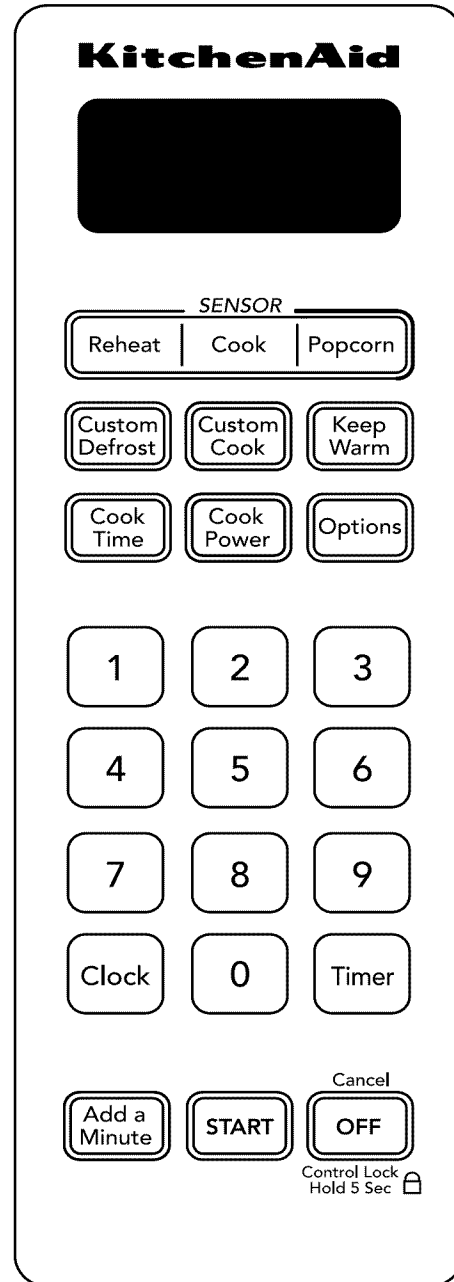 KitchenAid
SENSOR
Reheat Cook Popcorn
Custom Defrost
Custom Cook
Keep Warm
Cook Time
Cook Power
Options
1 2 3
4 5 6
7 8 9
Clock 0 Timer
Cancel
Add a Minute
START
OFF
Control Lock
Hold 5 Sec